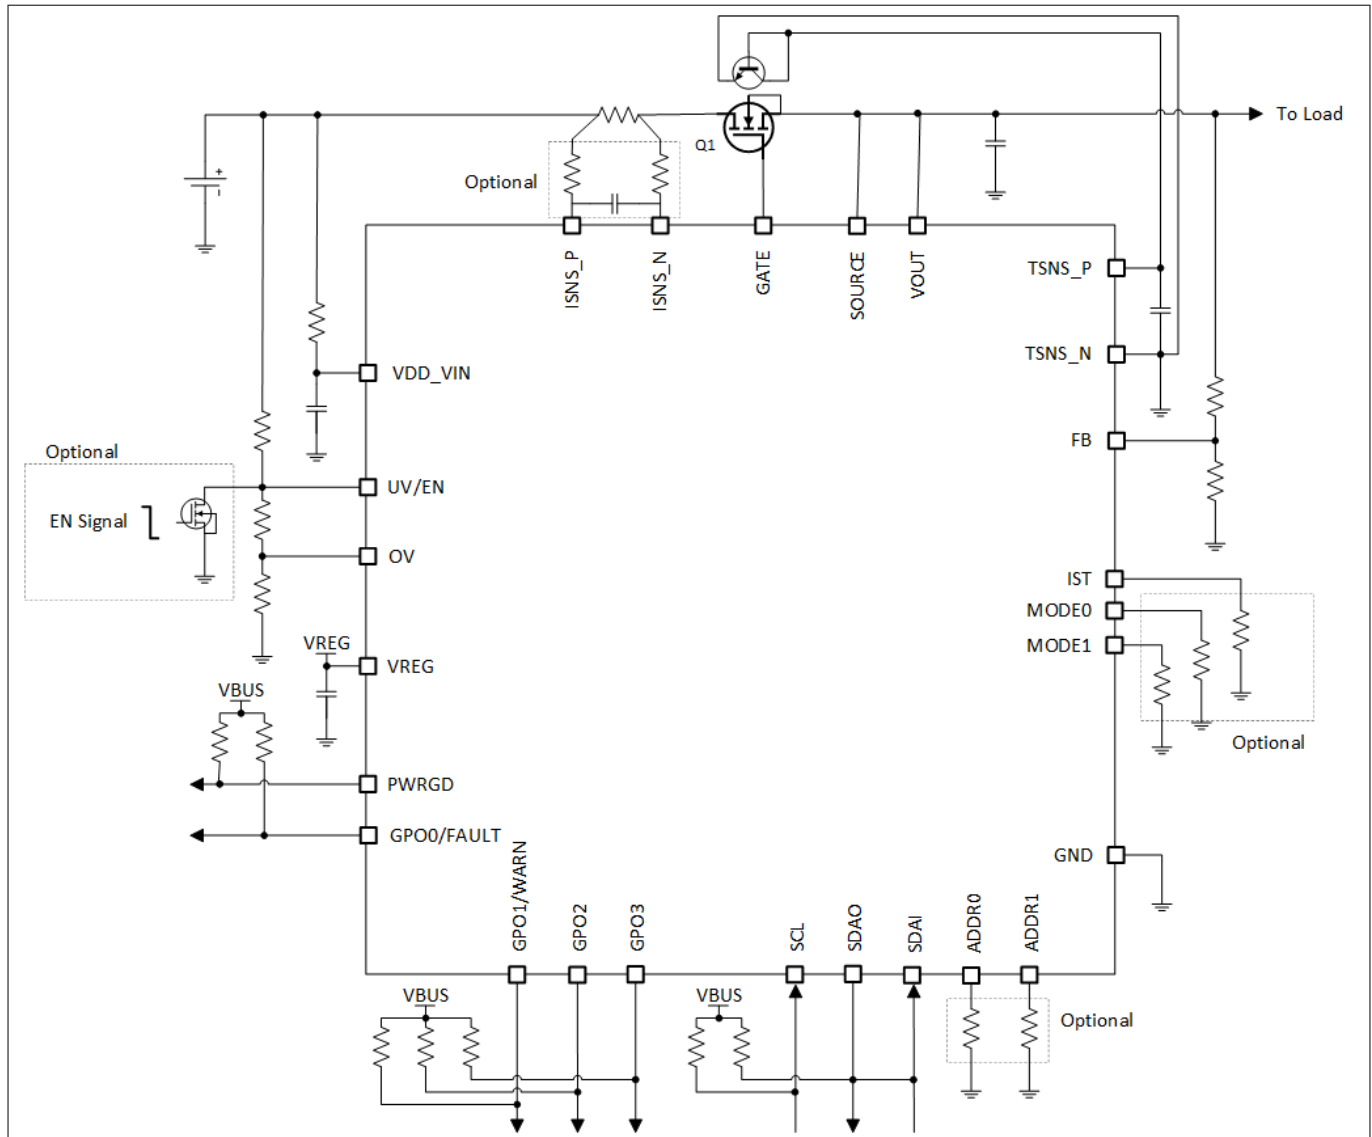 To Load
Q1
Optional
+
ISNS_P
ISNS_N
GATE
SOURCE
VOUT
TSNS_P
TSNS_N
VDD_VIN
FB
Optional
UV/EN
EN Signal
OV
IST
MODE0
MODE1
VREG
VREG
VBUS
Optional
PWRGD
GPO0/FAULT
GND
GPO1/WARN
GPO2
GPO3
SCL
SDAO
SDAI
ADDR0
ADDR1
VBUS
VBUS
Optional